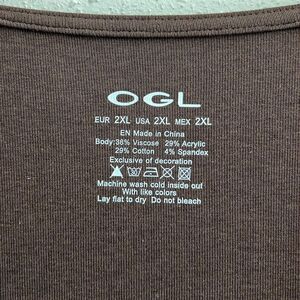 OGL
EUR 2XL USA 2XL MEX 2XL
EN Made in China
Body:38% Viscose 29% Acrylic
29% Cotton 4% Spandex
Exclusive of decoration
Machine wash cold inside out
With like colors
Lay flat to dry Do not bleach